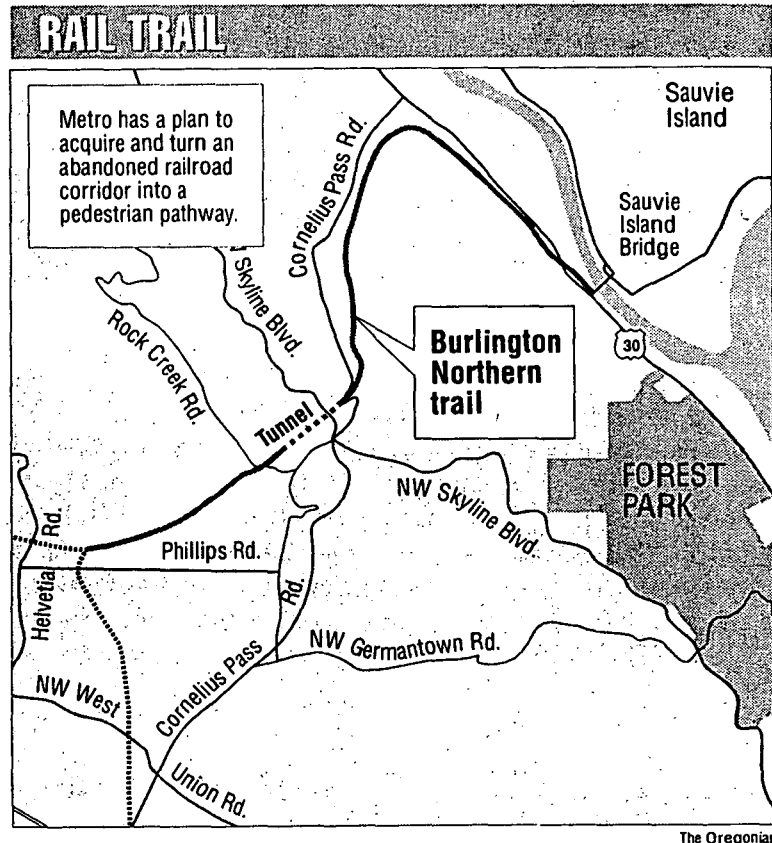 RAIL TRAIL
Metro has a plan to
acquire and turn an
abandoned railroad
corridor into a
pedestrian pathway.
Sauvie
Island
Cornelius Pass Rd.
Sauvie
Island
Bridge
Skyline Blvd.
Rock Creek Rd.
30
Burlington
Northern
trail
Tunnel
FOREST
PARK
NW Skyline Blvd.
Helvetia Rd.
Phillips Rd.
Cornelius Pass Rd.
NW Germantown Rd.
NW West Union Rd.
The Oregonian